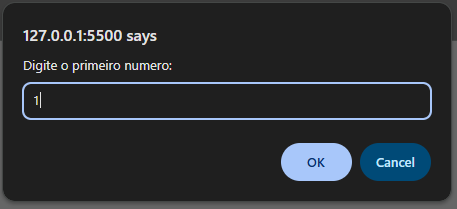 127.0.0.1:5500 says
Digite o primeiro numero:
1
OK Cancel